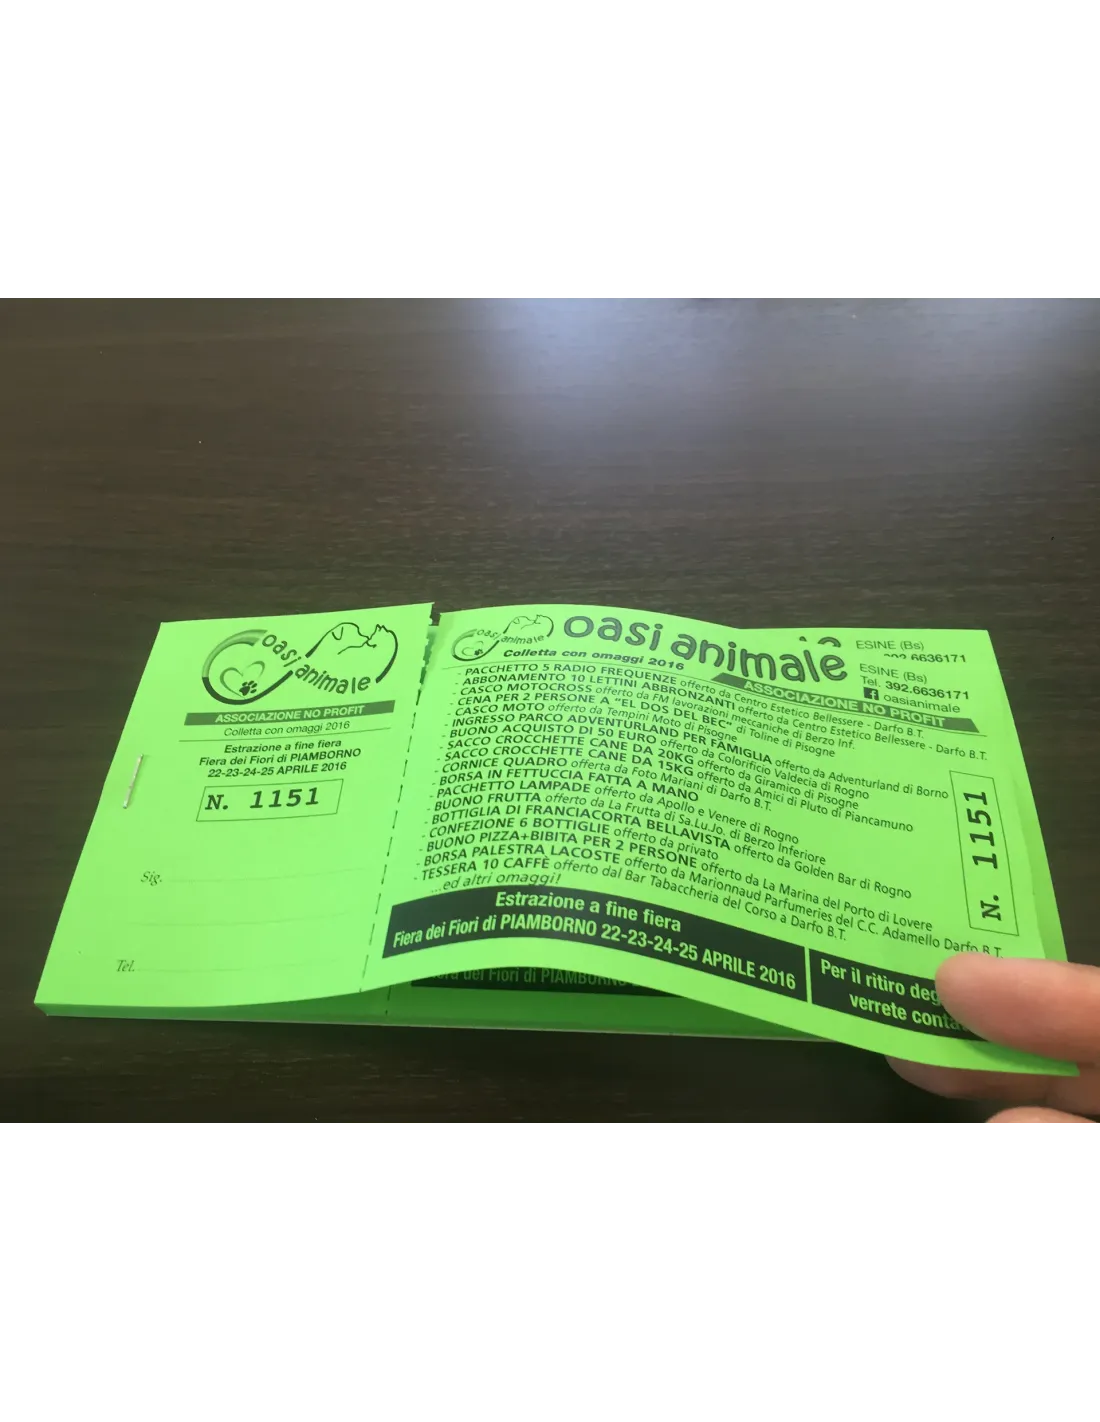 oasi animale
ASSOCIAZIONE NO PROFIT
Colletta con omaggi 2016
Estrazione a fine fiera
Fiera dei Fiori di PIAMBORNO
22-23-24-25 APRILE 2016
N. 1151
Sig.
Tel.
oasi animale
oasi animale
Colletta con omaggi 2016
ASSOCIAZIONE NO PROFIT
ESINE (Bs)
6636171
ESINE (Bs)
Tel. 392.6636171
f oasianimale
- PACCHETTO 5 RADIO FREQUENZE offerto da Centro Estetico Bellessere - Darfo B.T.
- ABBONAMENTO 10 LETTINI ABBRONZANTI offerto da Centro Estetico Bellessere - Darfo B.T.
- CASCO MOTOCROSS offerto da FM lavorazioni meccaniche di Berzo Inf.
- CENA PER 2 PERSONE A "EL DOS DEL BEC" di Toline di Pisogne
- CASCO MOTO offerto da Tempini Moto di Pisogne
- INGRESSO PARCO ADVENTURLAND PER FAMIGLIA offerto da Adventurland di Borno
- BUONO ACQUISTO DI 50 EURO offerto da Colorificio Valdecia di Rogno
- SACCO CROCCHETTE CANE DA 20KG offerto da Giramico di Pisogne
- SACCO CROCCHETTE CANE DA 15KG offerto da Amici di Pluto di Piancamuno
- CORNICE QUADRO offerta da Foto Mariani di Darfo B.T.
- BORSA IN FETTUCCIA FATTA A MANO
- PACCHETTO LAMPADE offerto da Apollo e Venere di Rogno
- BUONO FRUTTA offerto da La Frutta di Sa.Lu.Jo. di Berzo Inferiore
- BOTTIGLIA DI FRANCIACORTA BELLAVISTA offerto da Golden Bar di Rogno
- CONFEZIONE 6 BOTTIGLIE offerto da privato
- BUONO PIZZA+BIBITA PER 2 PERSONE offerto da La Marina del Porto di Lovere
- BORSA PALESTRA LACOSTE offerto da Marionnaud Parfumeries del C.C. Adamello Darfo B.T.
- TESSERA 10 CAFFÈ offerto dal Bar Tabaccheria del Corso a Darfo B.T.
...ed altri omaggi!
N. 1151
Estrazione a fine fiera
Fiera dei Fiori di PIAMBORNO 22-23-24-25 APRILE 2016
Per il ritiro
verrete
dei Fiori di PIAMBORNO